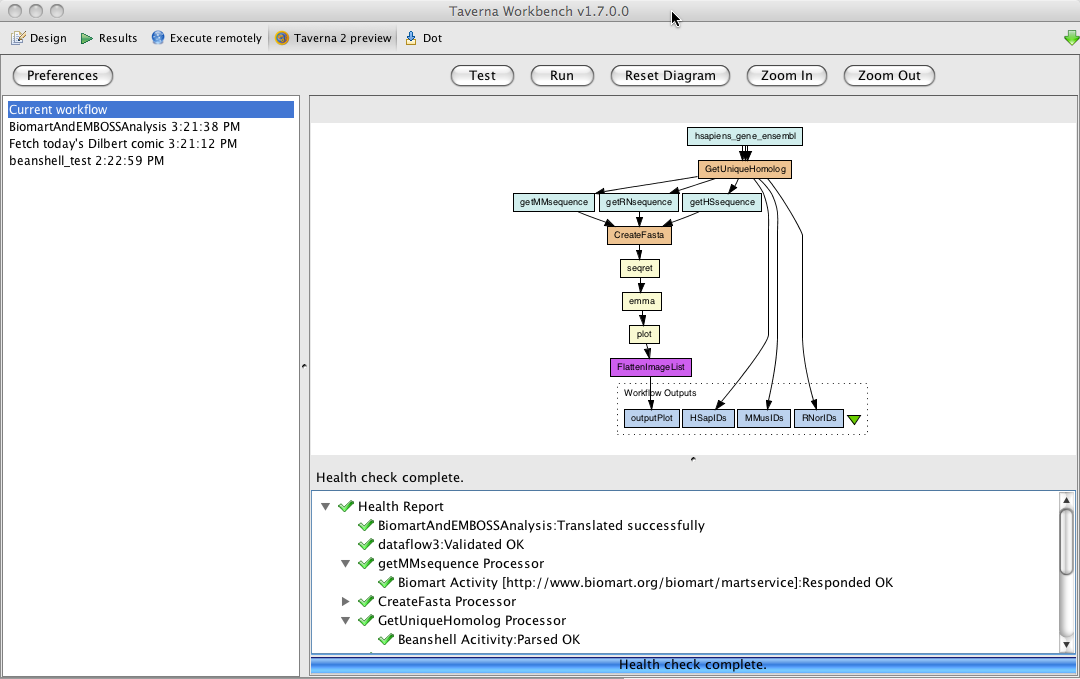 Taverna Workbench v1.7.0.0
Design Results Execute remotely Taverna 2 preview Dot
Preferences Test Run Reset Diagram Zoom In Zoom Out
Current workflow
BiomartAndEMBOSSAnalysis 3:21:38 PM
Fetch today's Dilbert comic 3:21:12 PM
beanshell_test 2:22:59 PM
hsapiens_gene_ensembl
GetUniqueHomolog
getMMsequence getRNsequence getHSsequence
CreateFasta
seqret
emma
plot
FlattenImageList
Workflow Outputs
outputPlot HSapIDs MMusIDs RNorIDs
Health check complete.
Health Report
BiomartAndEMBOSSAnalysis:Translated successfully
dataflow3:Validated OK
getMMsequence Processor
Biomart Activity [http://www.biomart.org/biomart/martservice]:Responded OK
CreateFasta Processor
GetUniqueHomolog Processor
Beanshell Acitivity:Parsed OK
Health check complete.